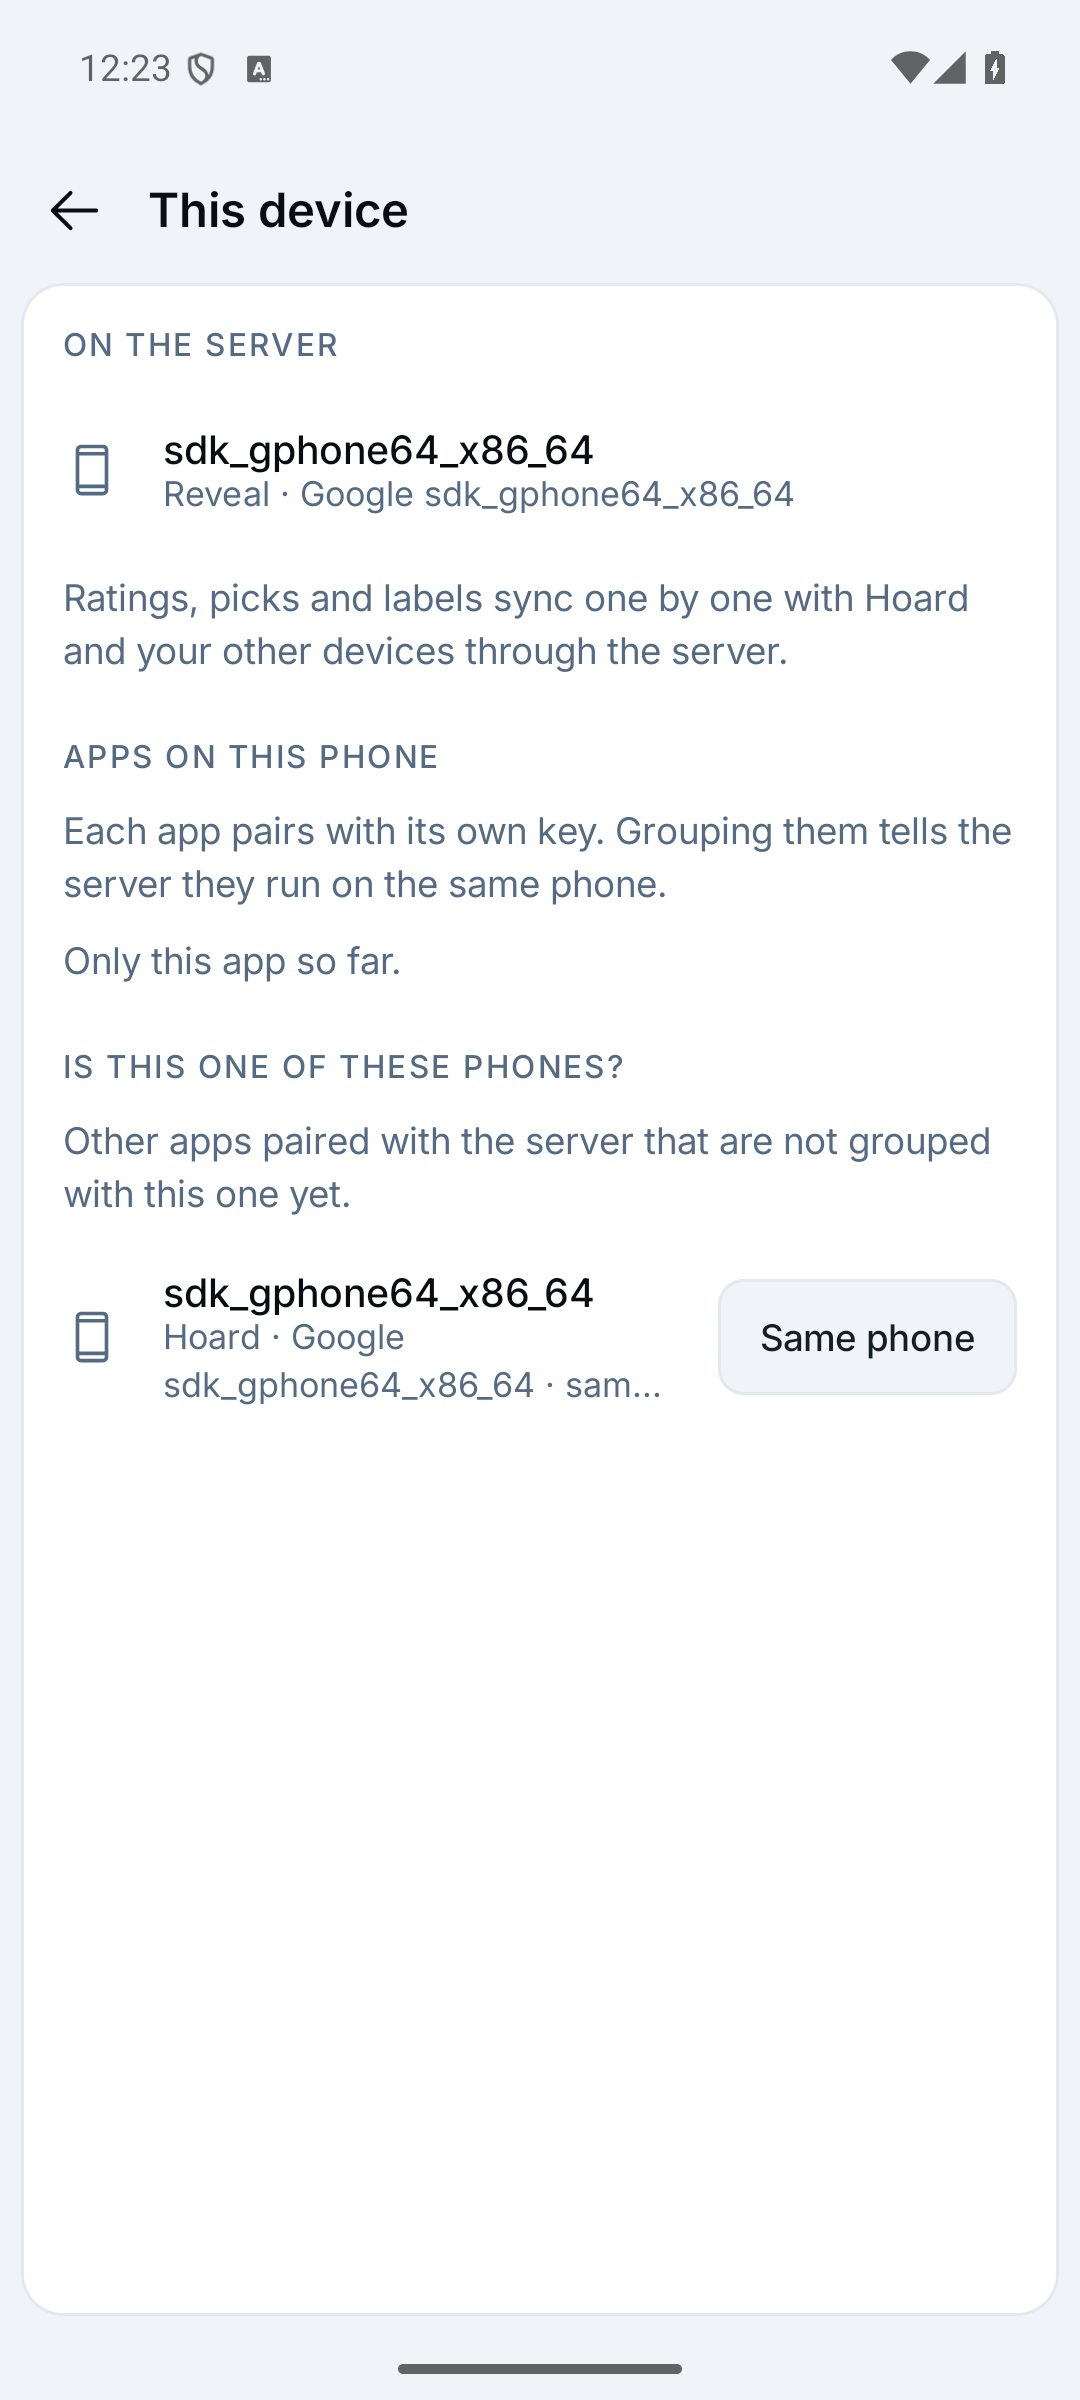 12:23
This device
ON THE SERVER
sdk_gphone64_x86_64
Reveal · Google sdk_gphone64_x86_64
Ratings, picks and labels sync one by one with Hoard
and your other devices through the server.
APPS ON THIS PHONE
Each app pairs with its own key. Grouping them tells the
server they run on the same phone.
Only this app so far.
IS THIS ONE OF THESE PHONES?
Other apps paired with the server that are not grouped
with this one yet.
sdk_gphone64_x86_64
Hoard · Google
sdk_gphone64_x86_64 · sam...
Same phone